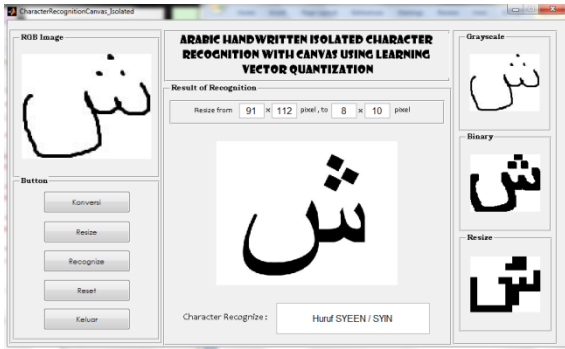 CharacterRecognitionCanvas_Isolated
RGB Image
ش
Button
Konversi
Resize
Recognize
Reset
Keluar
ARABIC HANDWRITTEN ISOLATED CHARACTER
RECOGNITION WITH CANVAS USING LEARNING
VECTOR QUANTIZATION
Result of Recognition
Resize from 91 x 112 pixel, to 8 x 10 pixel
ش
Character Recognize : Huruf SYEEN / SYIN
Grayscale
ش
Binary
ش
Resize
ش